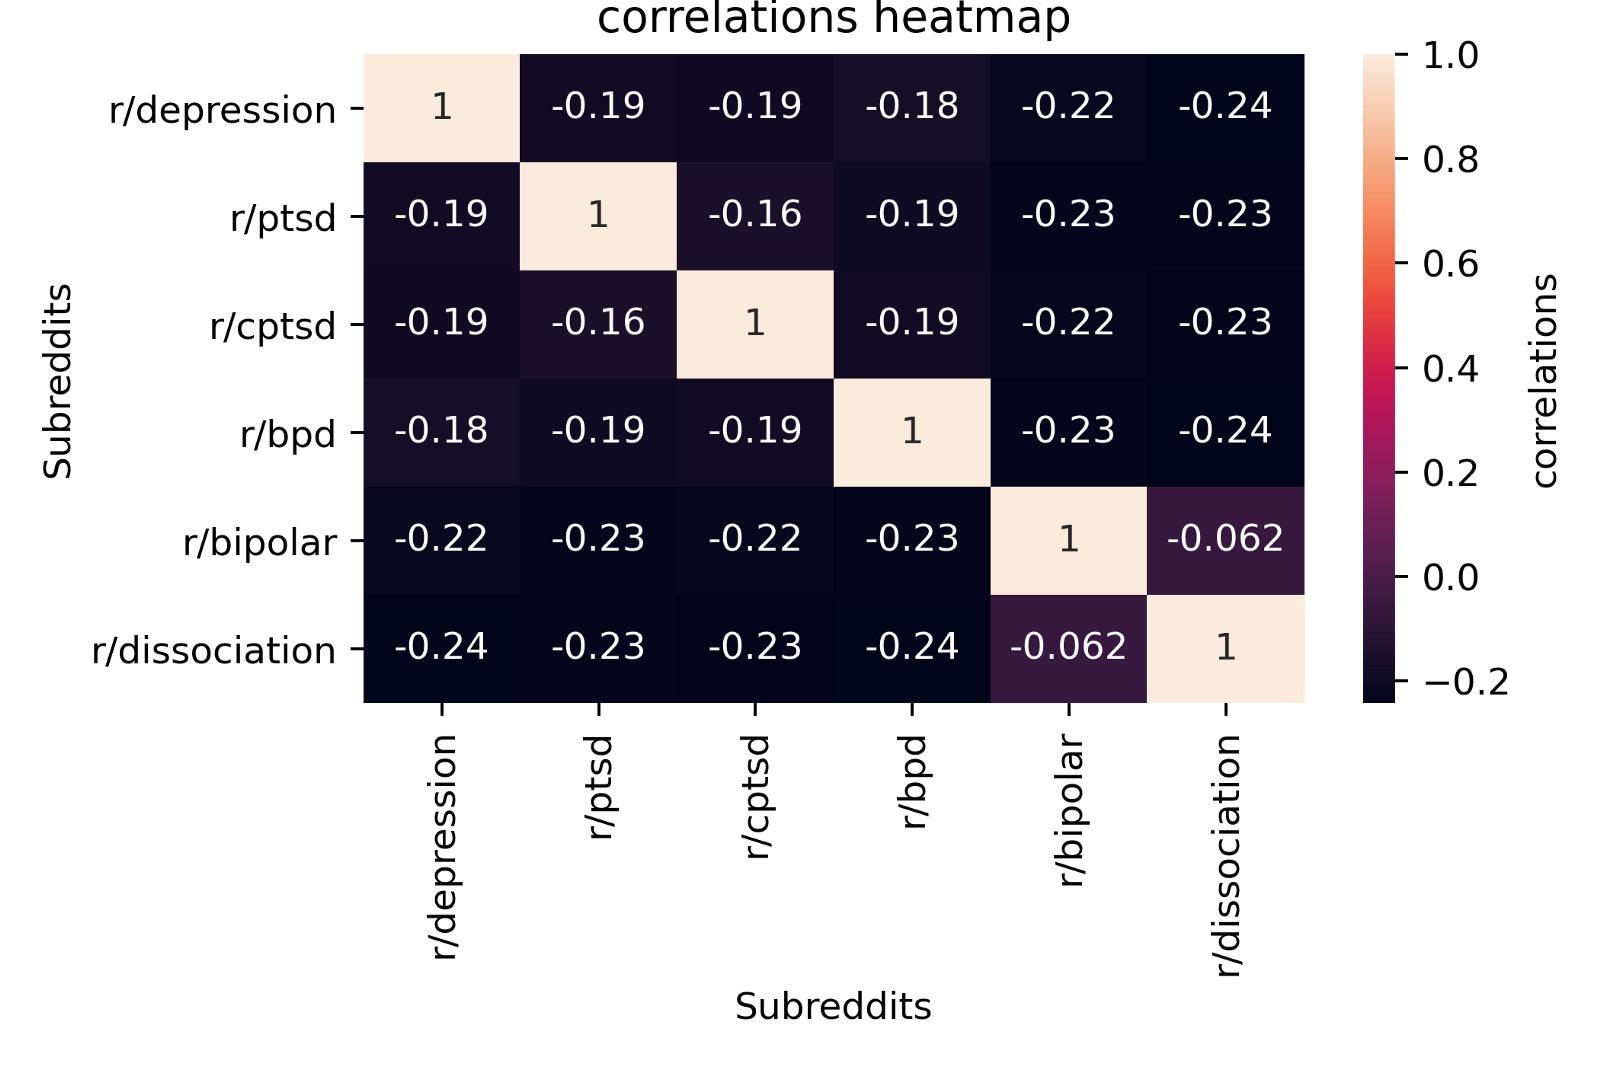 correlations heatmap
r/depression 1 -0.19 -0.19 -0.18 -0.22 -0.24
r/ptsd -0.19 1 -0.16 -0.19 -0.23 -0.23
r/cptsd -0.19 -0.16 1 -0.19 -0.22 -0.23
r/bpd -0.18 -0.19 -0.19 1 -0.23 -0.24
r/bipolar -0.22 -0.23 -0.22 -0.23 1 -0.062
r/dissociation -0.24 -0.23 -0.23 -0.24 -0.062 1
Subreddits
r/depression r/ptsd r/cptsd r/bpd r/bipolar r/dissociation
Subreddits
1.0
0.8
0.6
0.4
0.2
0.0
−0.2
correlations